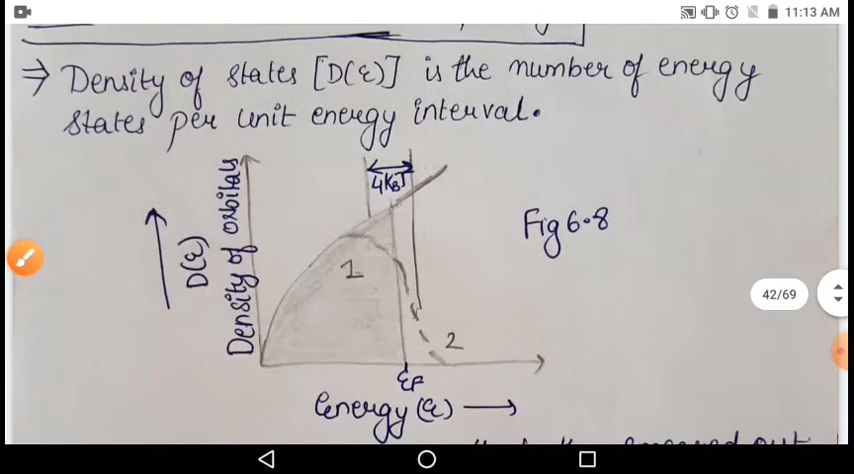 11:13 AM
⇒ Density of states [D(ε)] is the number of energy
states per unit energy interval.
4KBT
Density of orbitals
D(ε)
1
2
Fig 6.8
42/69
εF
Energy (ε) →